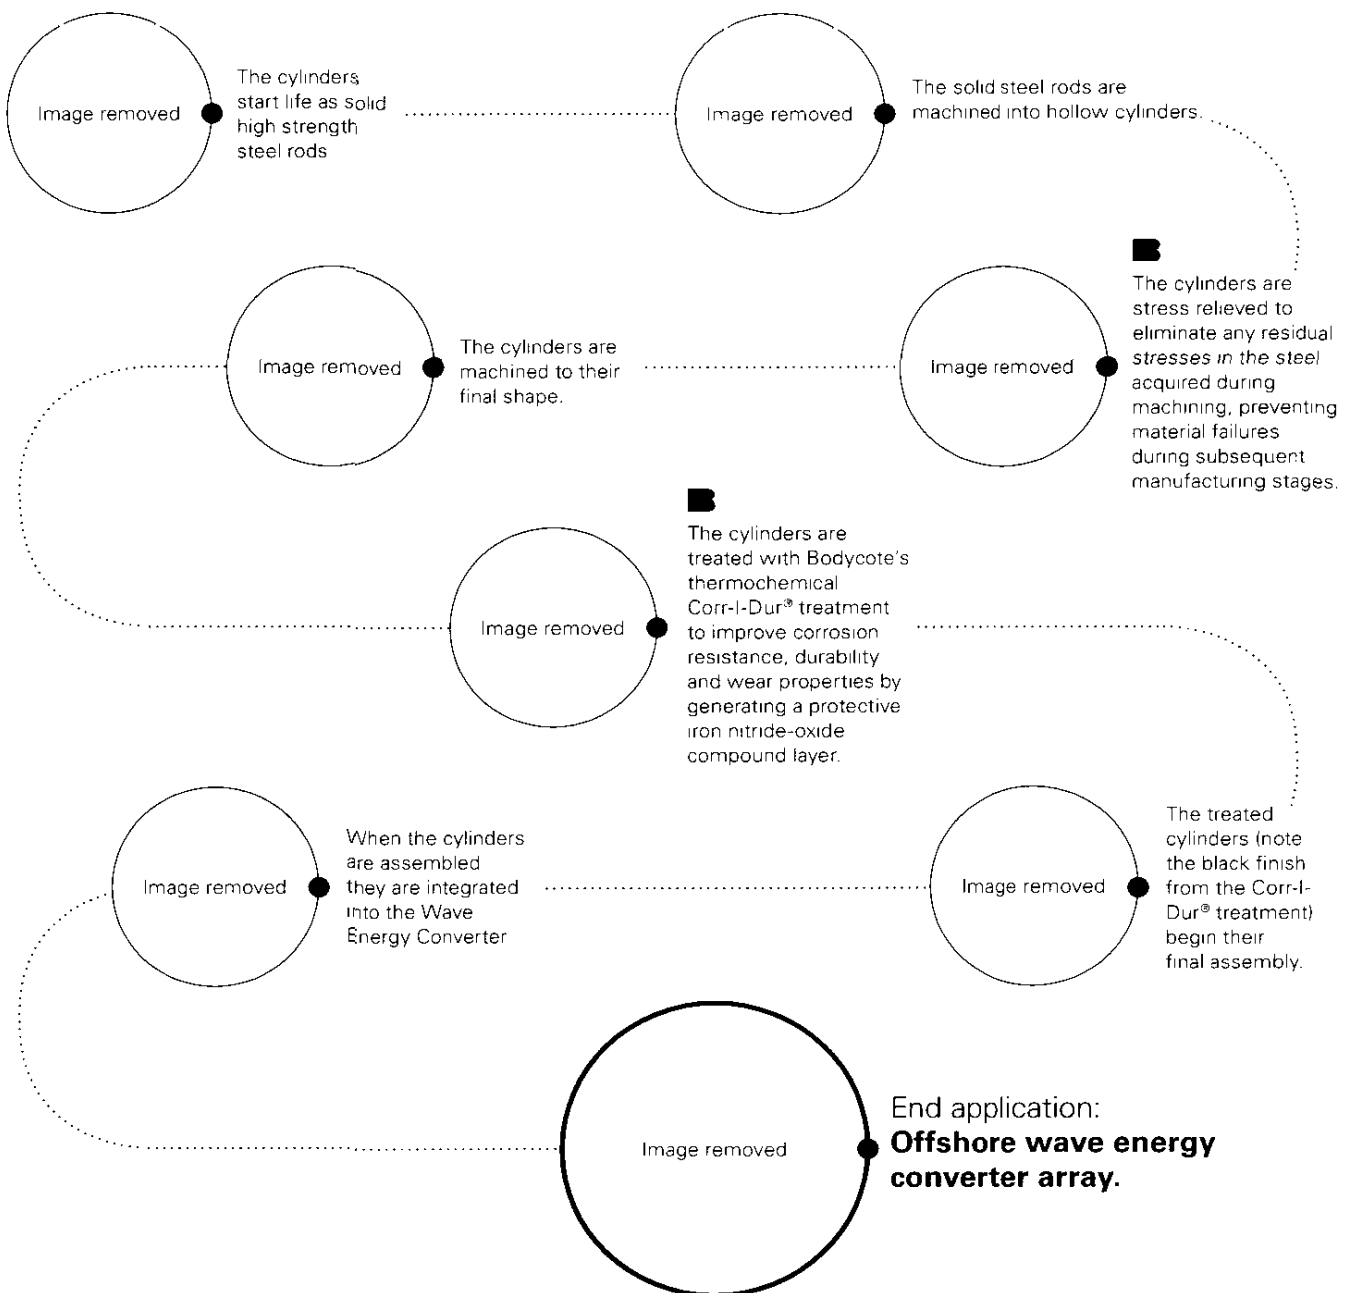 Image removed
The cylinders
start life as solid
high strength
steel rods
Image removed
The solid steel rods are
machined into hollow cylinders.
Image removed
The cylinders are
stress relieved to
eliminate any residual
stresses in the steel
acquired during
machining, preventing
material failures
during subsequent
manufacturing stages.
Image removed
The cylinders are
machined to their
final shape.
Image removed
The cylinders are
treated with Bodycote's
thermochemical
Corr-I-Dur® treatment
to improve corrosion
resistance, durability
and wear properties by
generating a protective
iron nitride-oxide
compound layer.
Image removed
The treated
cylinders (note
the black finish
from the Corr-I-
Dur® treatment)
begin their
final assembly.
Image removed
When the cylinders
are assembled
they are integrated
into the Wave
Energy Converter
Image removed
End application:
Offshore wave energy
converter array.